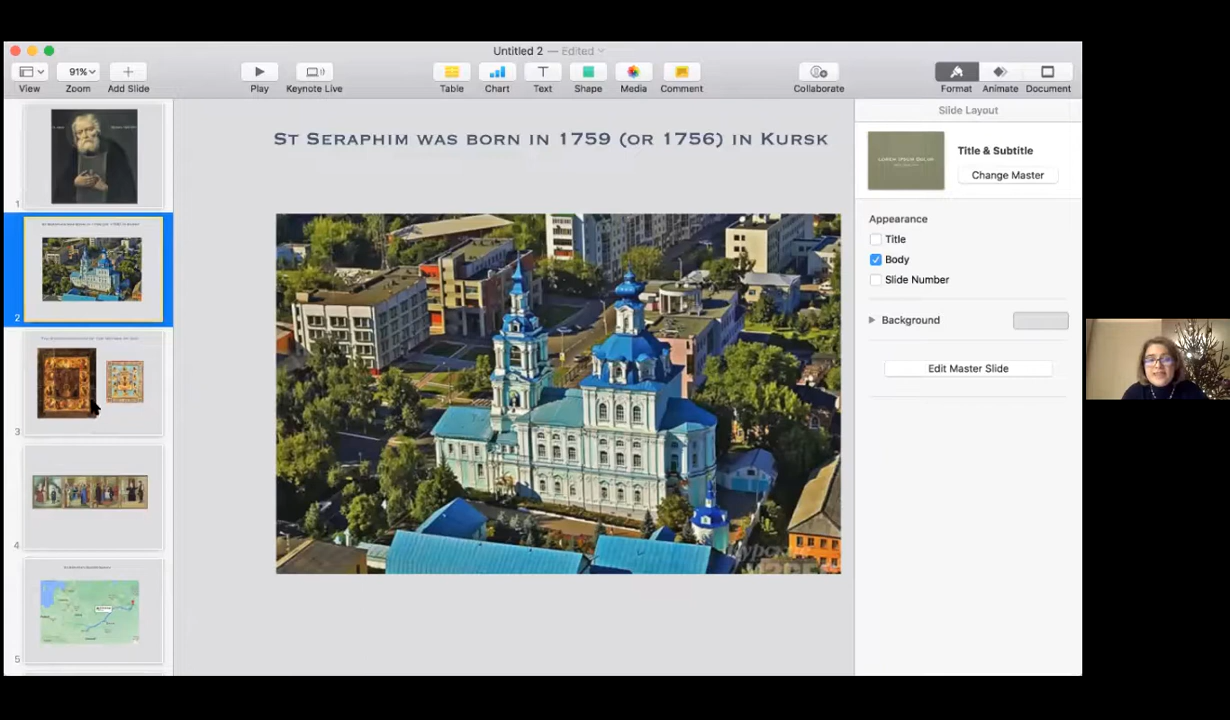 Untitled 2 — Edited
View
91%
Zoom
Add Slide
Play
Keynote Live
Table
Chart
Text
Shape
Media
Comment
Collaborate
Format
Animate
Document
1
2
3
4
5
St Seraphim was born in 1759 (or 1756) in Kursk
Slide Layout
Title & Subtitle
Change Master
Appearance
Title
Body
Slide Number
Background
Edit Master Slide